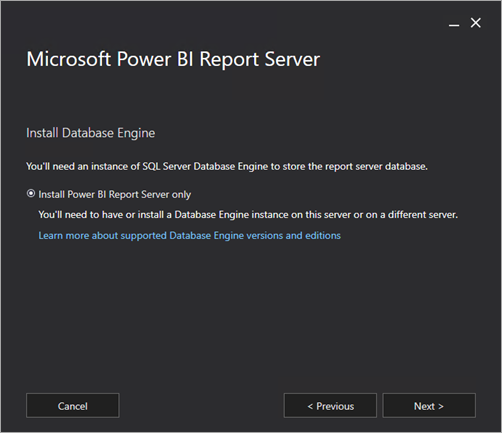 Microsoft Power BI Report Server
Install Database Engine
You'll need an instance of SQL Server Database Engine to store the report server database.
Install Power BI Report Server only
You'll need to have or install a Database Engine instance on this server or on a different server.
Learn more about supported Database Engine versions and editions
Cancel
< Previous
Next >